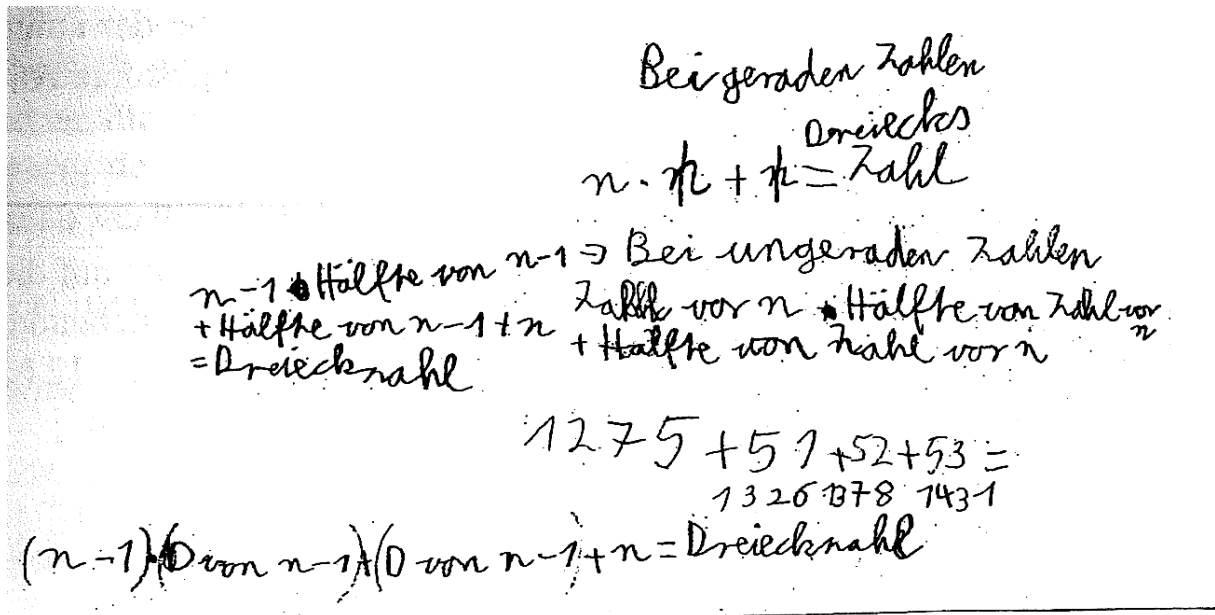 Bei geraden Zahlen
Dreiecks
n · n + n = Zahl
n-1 → Bei ungeraden Zahlen
n-1 · Hälfte von
+ Hälfte von n-1+n
= Dreieckzahl
Zahl vor n · Hälfte von Zahl vor n
+ Hälfte von Zahl vor n
1275 + 51 + 52 + 53 =
1326 1378 1431
(n-1)·(D von n-1)+(D von n-1)+n = Dreieckzahl